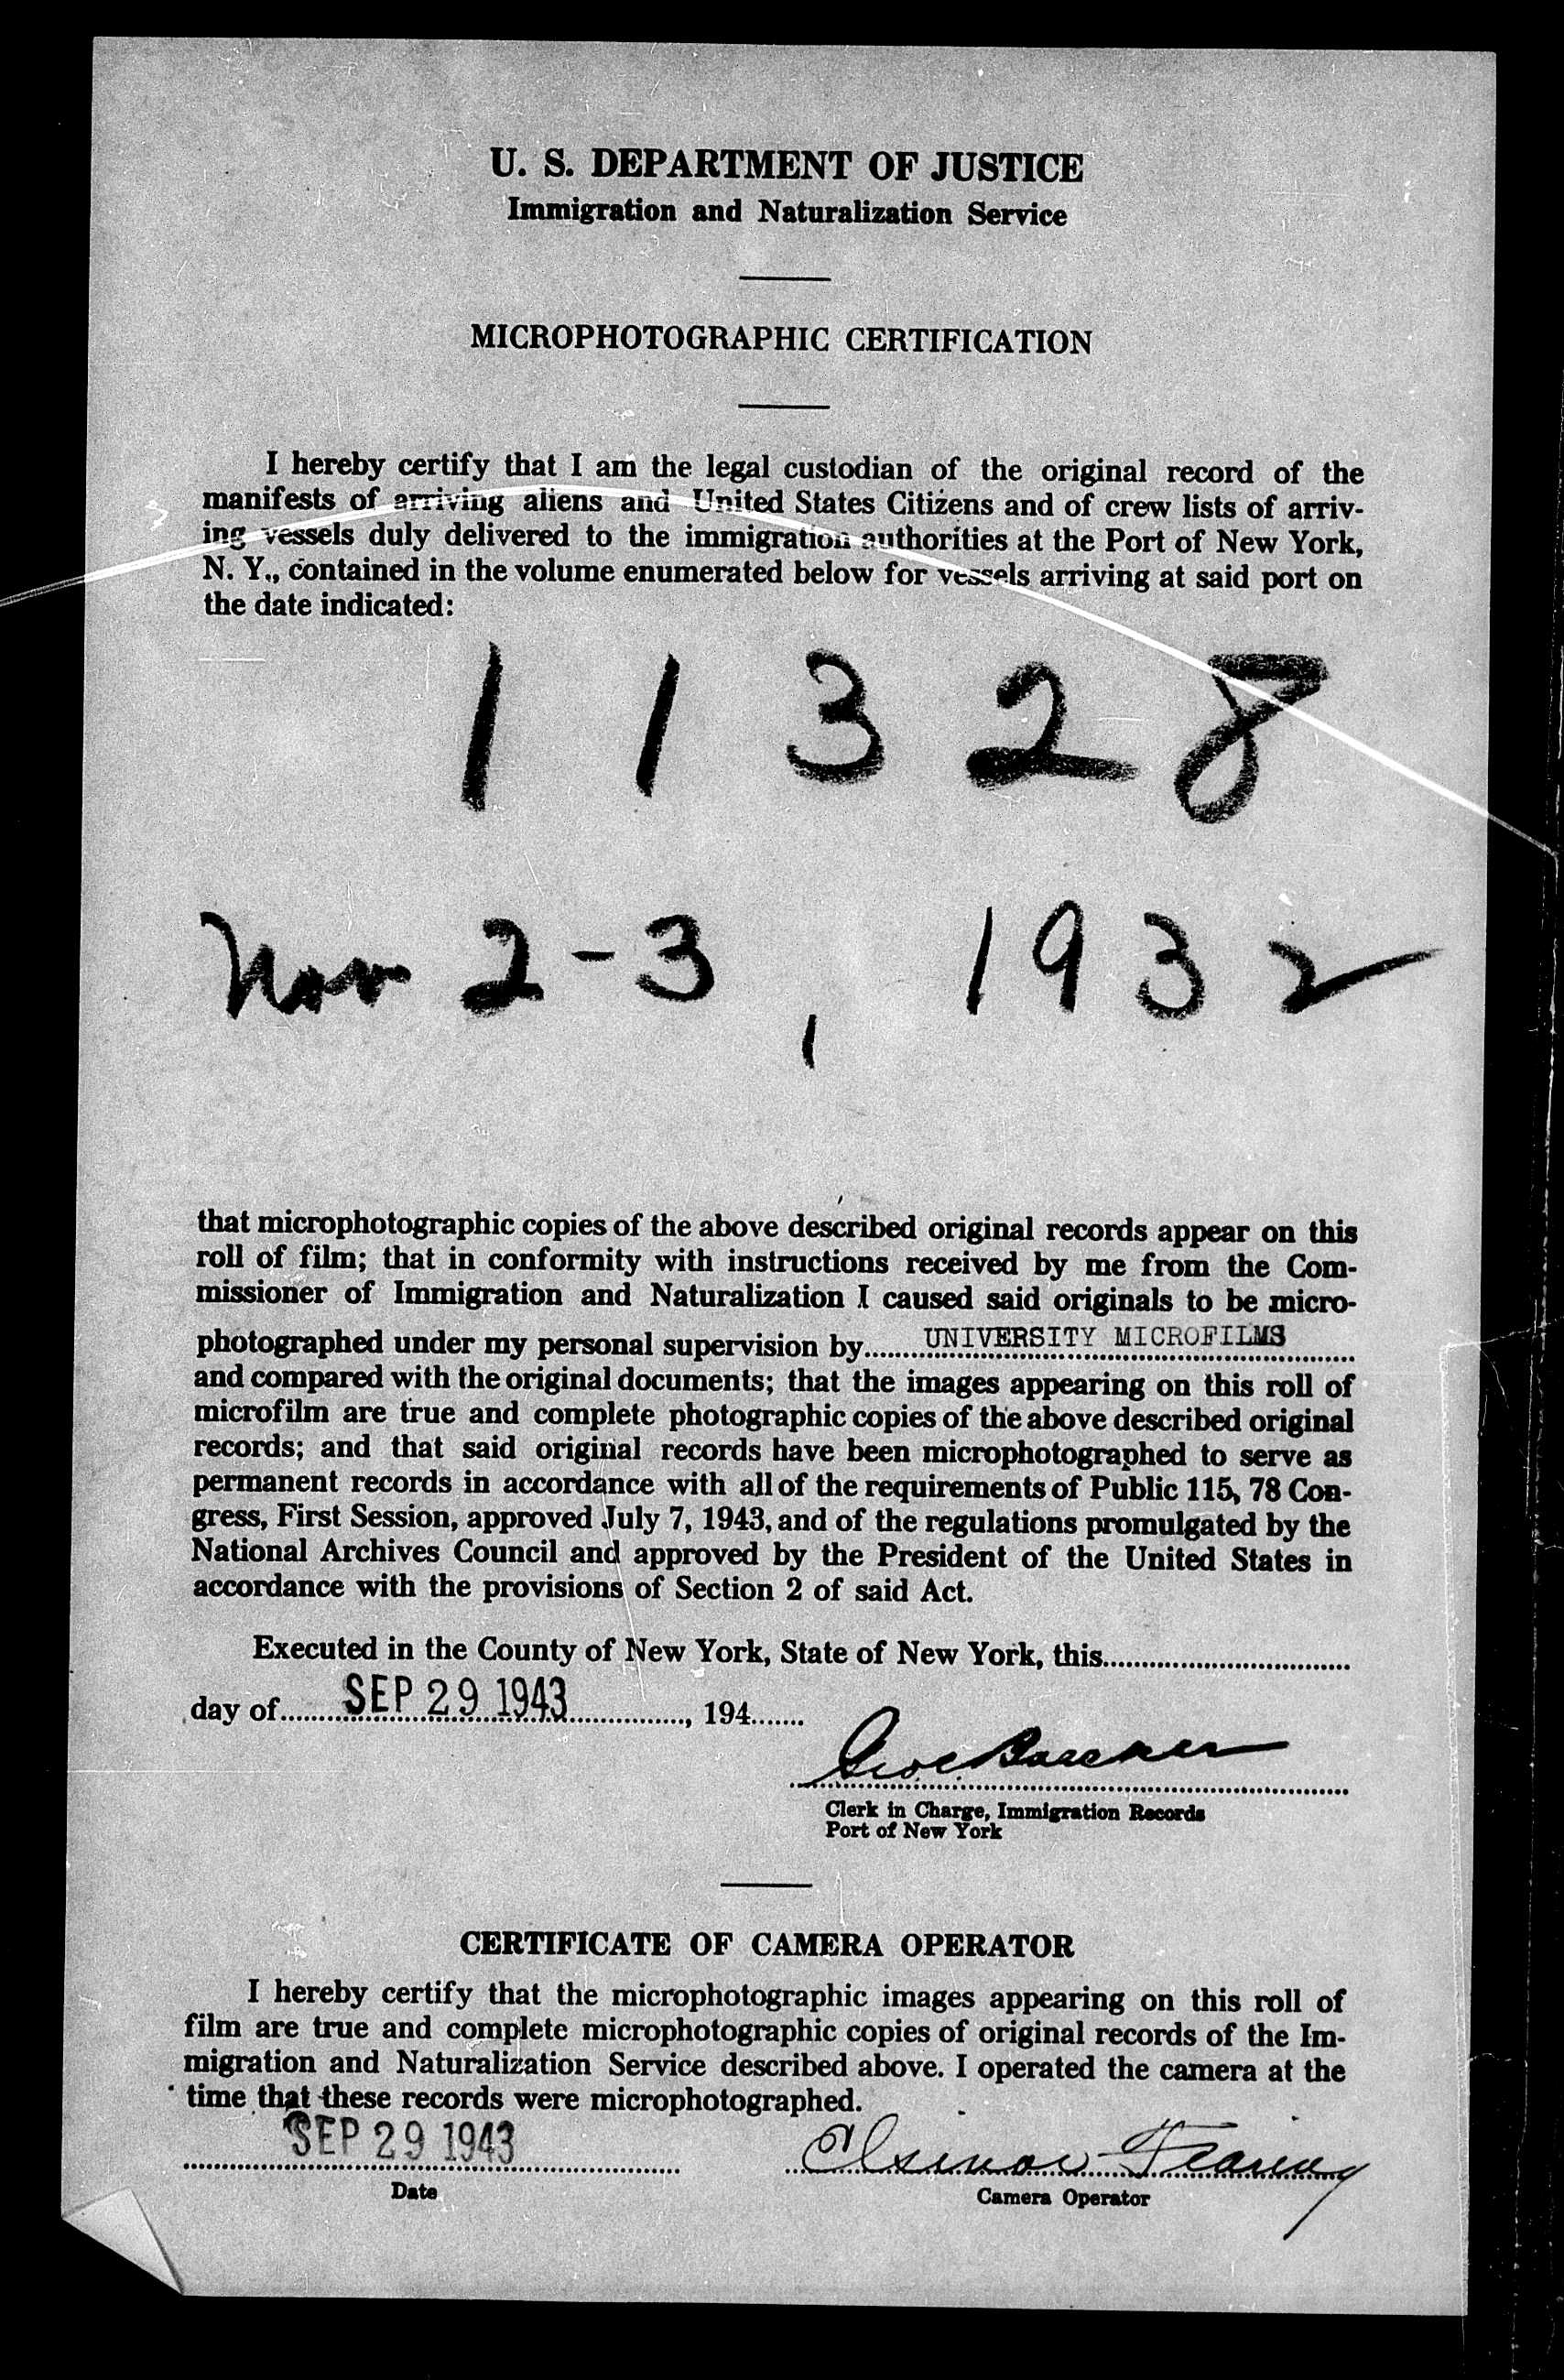 U. S. DEPARTMENT OF JUSTICE
Immigration and Naturalization Service
MICROPHOTOGRAPHIC CERTIFICATION
I hereby certify that I am the legal custodian of the original record of the
manifests of arriving aliens and United States Citizens and of crew lists of arriv-
ing vessels duly delivered to the immigration authorities at the Port of New York,
N. Y., contained in the volume enumerated below for vessels arriving at said port on
the date indicated:
1 1 3 2 8
Nov 2-3, 1932
that microphotographic copies of the above described original records appear on this
roll of film; that in conformity with instructions received by me from the Com-
missioner of Immigration and Naturalization I caused said originals to be micro-
photographed under my personal supervision by UNIVERSITY MICROFILMS
and compared with the original documents; that the images appearing on this roll of
microfilm are true and complete photographic copies of the above described original
records; and that said original records have been microphotographed to serve as
permanent records in accordance with all of the requirements of Public 115, 78 Con-
gress, First Session, approved July 7, 1943, and of the regulations promulgated by the
National Archives Council and approved by the President of the United States in
accordance with the provisions of Section 2 of said Act.
Executed in the County of New York, State of New York, this
day of SEP 29 1943, 194
Clerk in Charge, Immigration Records
Port of New York
CERTIFICATE OF CAMERA OPERATOR
I hereby certify that the microphotographic images appearing on this roll of
film are true and complete microphotographic copies of original records of the Im-
migration and Naturalization Service described above. I operated the camera at the
time that these records were microphotographed.
SEP 29 1943
Date
Camera Operator